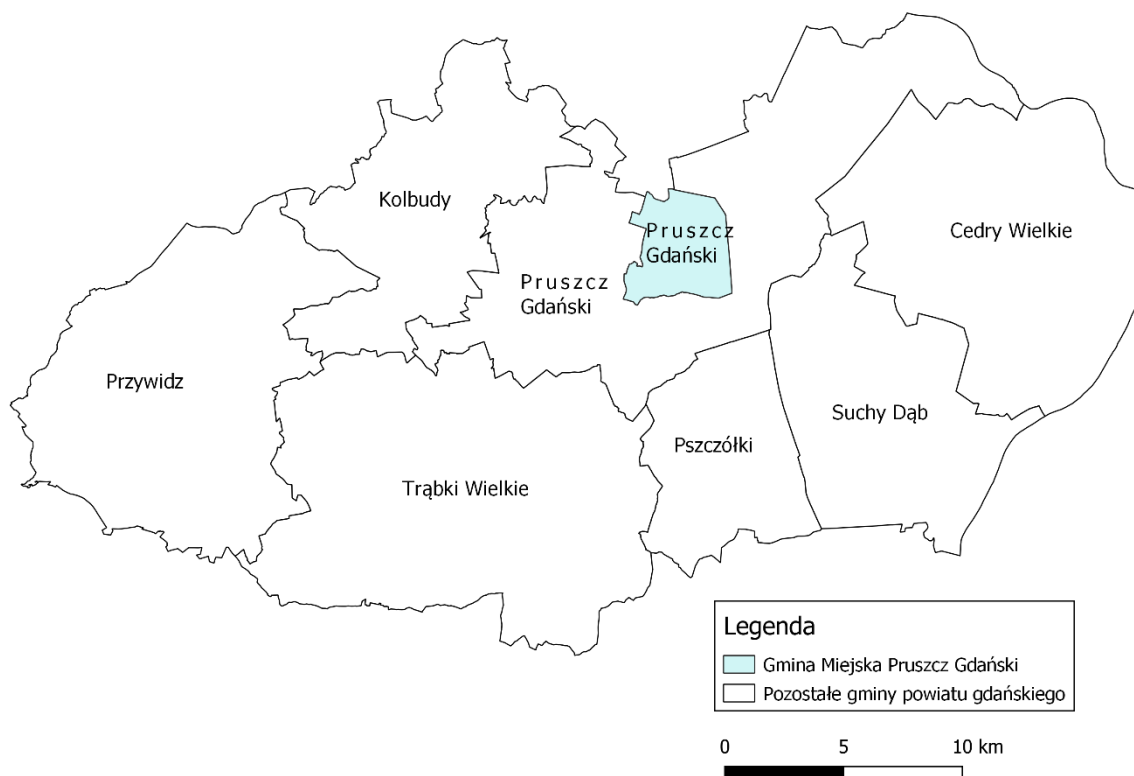 Kolbudy
Pruszcz
Gdański
Cedry Wielkie
Pruszcz
Gdański
Przywidz
Suchy Dąb
Pszczółki
Trąbki Wielkie
Legenda
Gmina Miejska Pruszcz Gdański
Pozostałe gminy powiatu gdańskiego
0 5 10 km